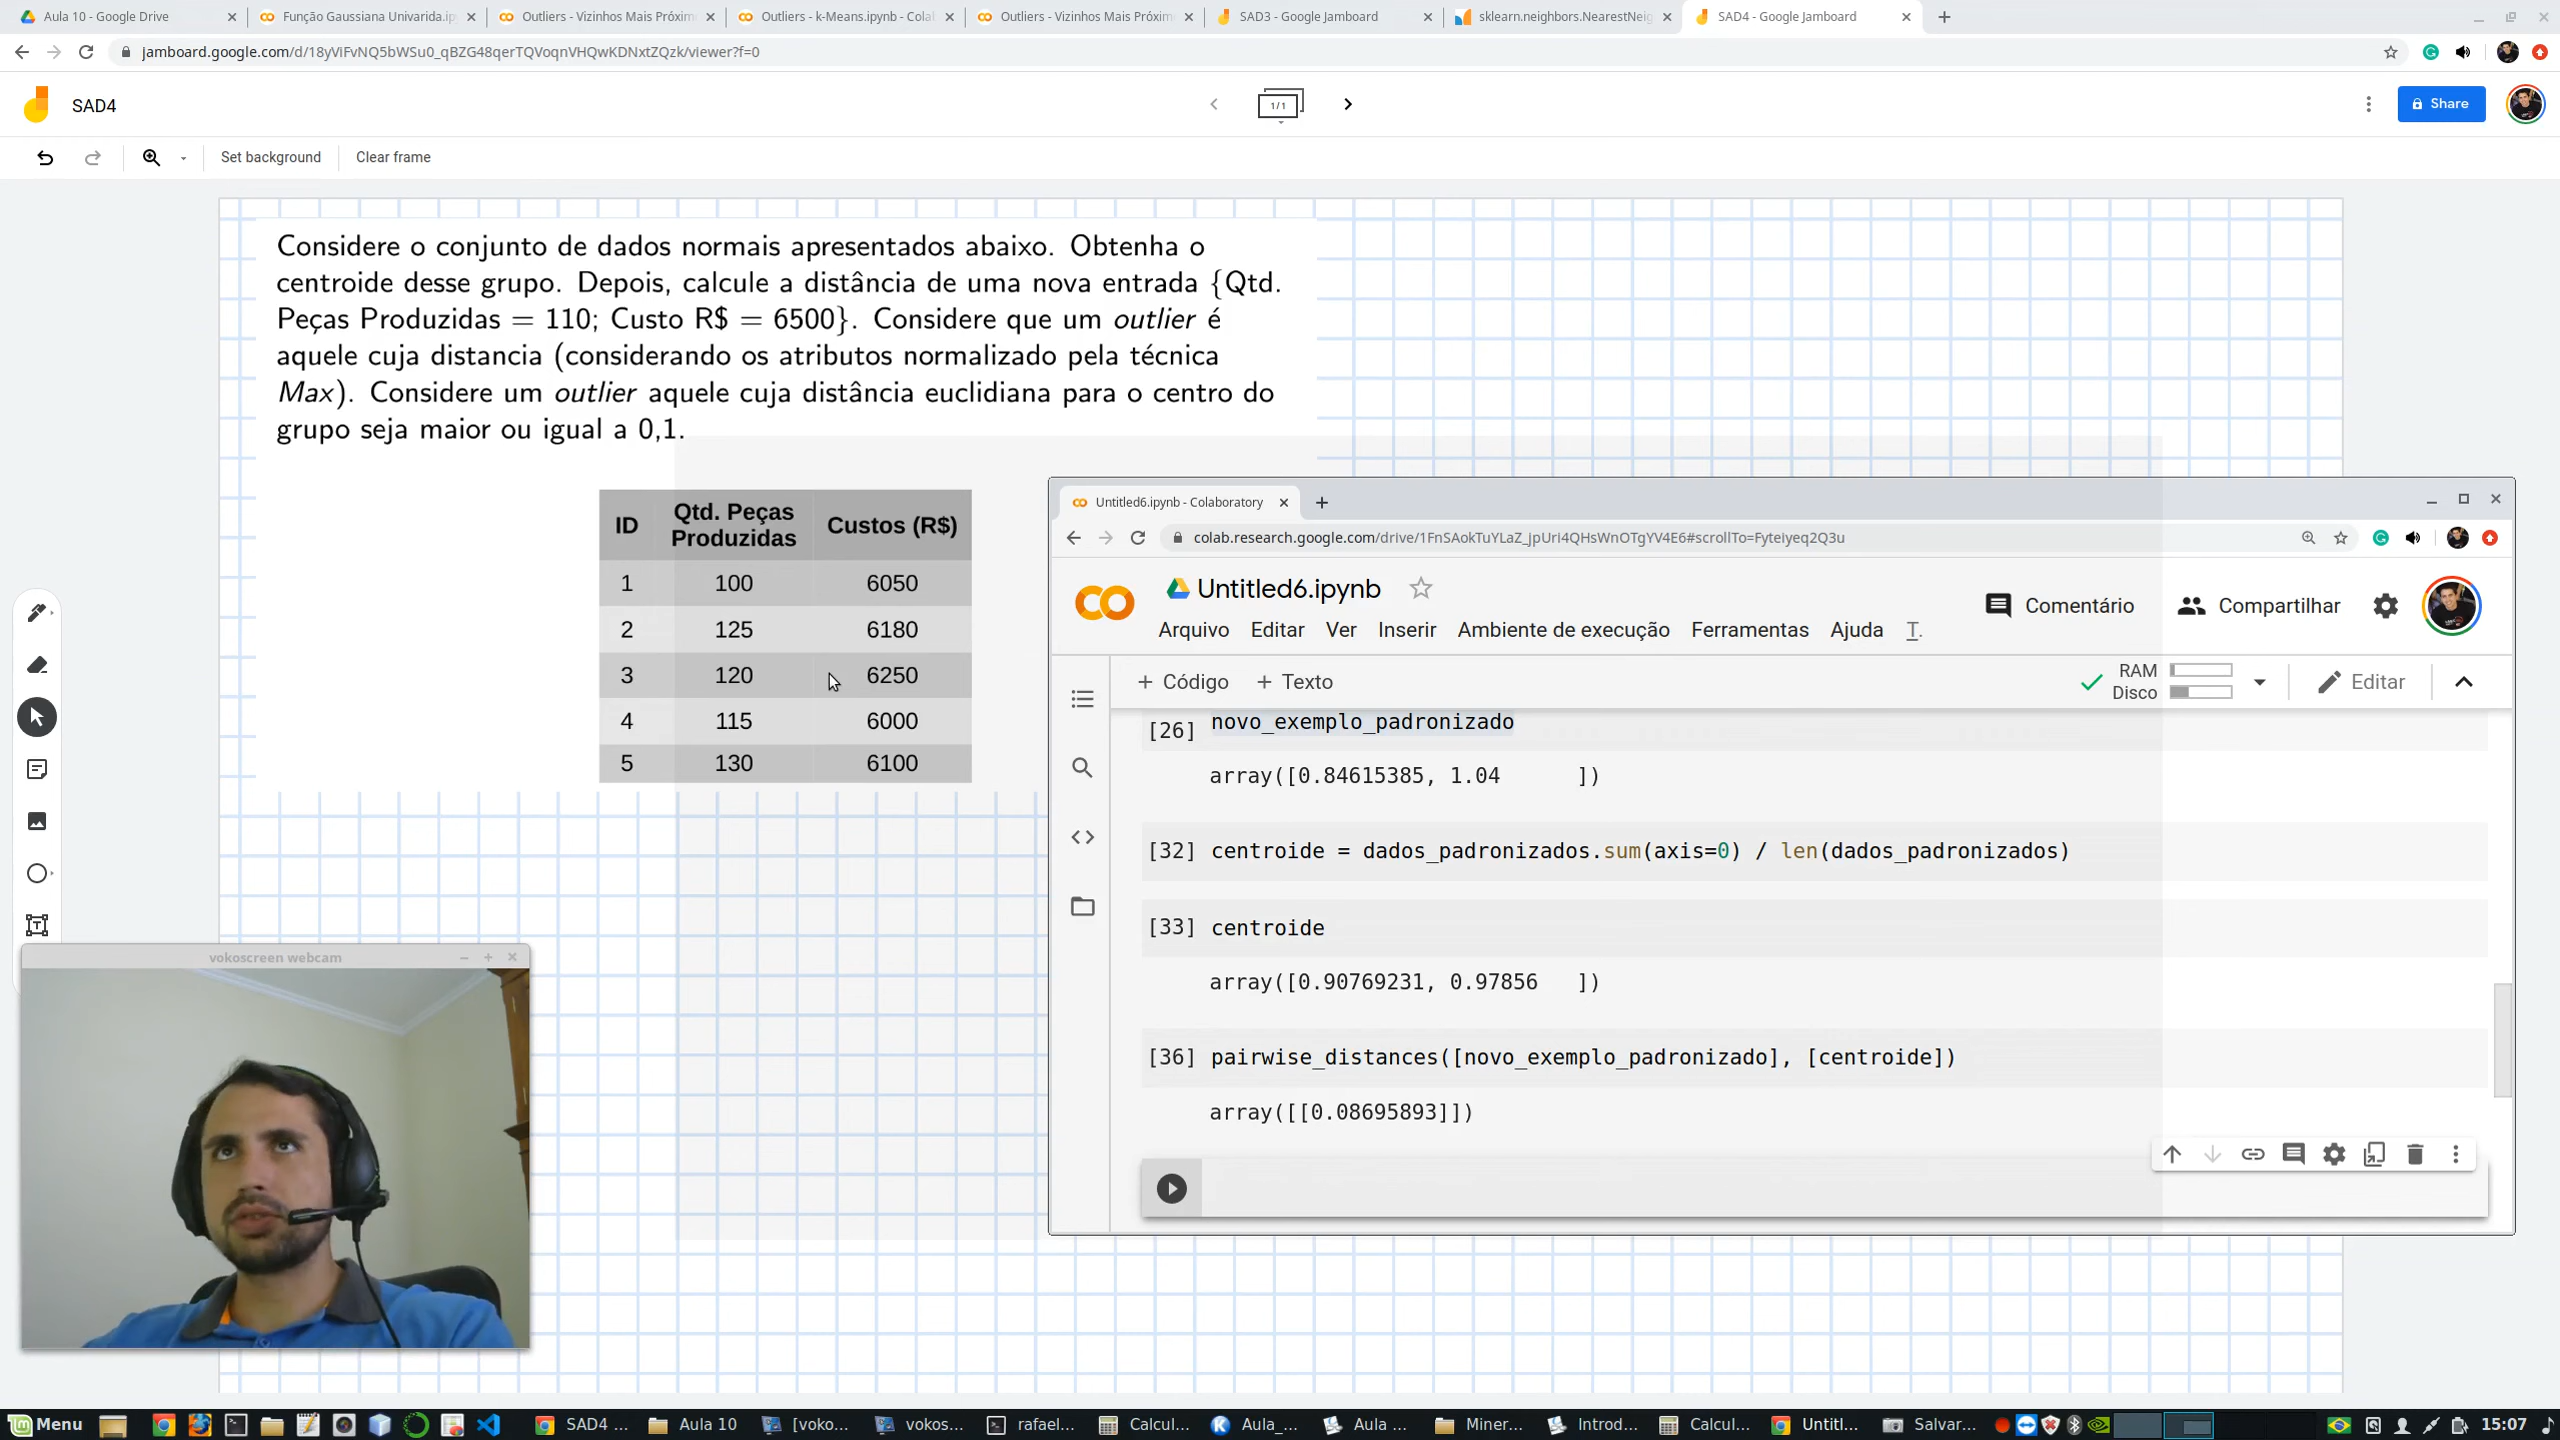 Aula 10 - Google Drive
Função Gaussiana Univarida.ip
Outliers - Vizinhos Mais Próxim
Outliers - k-Means.ipynb - Cola
Outliers - Vizinhos Mais Próxim
SAD3 - Google Jamboard
sklearn.neighbors.NearestNeig
SAD4 - Google Jamboard
jamboard.google.com/d/18yViFvNQ5bWSu0_qBZG48qerTQVoqnVHQwKDNxtZQzk/viewer?f=0
SAD4
1/1
Share
Set background
Clear frame
Considere o conjunto de dados normais apresentados abaixo. Obtenha o
centroide desse grupo. Depois, calcule a distância de uma nova entrada {Qtd.
Peças Produzidas = 110; Custo R$ = 6500}. Considere que um outlier é
aquele cuja distancia (considerando os atributos normalizado pela técnica
Max). Considere um outlier aquele cuja distância euclidiana para o centro do
grupo seja maior ou igual a 0,1.
ID Qtd. Peças Produzidas Custos (R$)
1 100 6050
2 125 6180
3 120 6250
4 115 6000
5 130 6100
Untitled6.ipynb - Colaboratory
colab.research.google.com/drive/1FnSAokTuYLaZ_jpUri4QHsWnOTgYV4E6#scrollTo=Fyteiyeq2Q3u
Untitled6.ipynb
Comentário
Compartilhar
Arquivo Editar Ver Inserir Ambiente de execução Ferramentas Ajuda T.
+ Código + Texto
RAM
Disco
Editar
[26] novo_exemplo_padronizado
array([0.84615385, 1.04      ])
[32] centroide = dados_padronizados.sum(axis=0) / len(dados_padronizados)
[33] centroide
array([0.90769231, 0.97856   ])
[36] pairwise_distances([novo_exemplo_padronizado], [centroide])
array([[0.08695893]])
vokoscreen webcam
Menu
SAD4 ...
Aula 10
[voko...
vokos...
rafael...
Calcul...
Aula_...
Aula ...
Miner...
Introd...
Calcul...
Untitl...
Salvar...
15:07